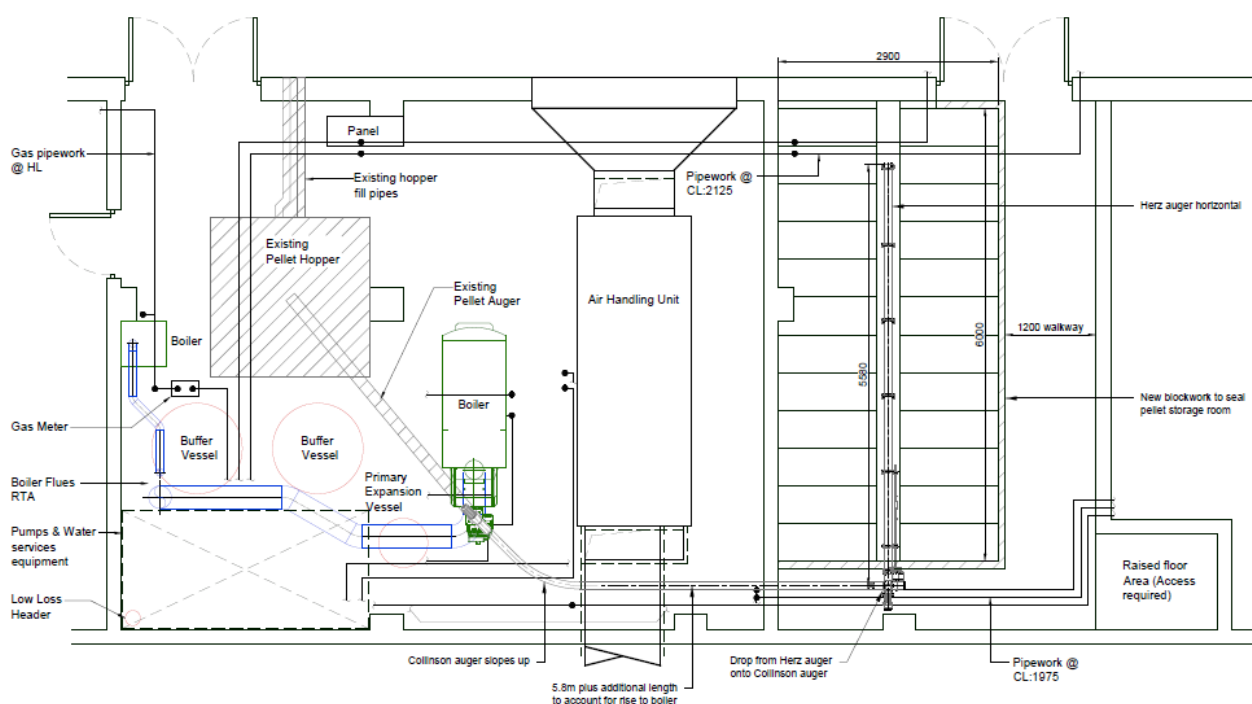 2900
Panel
Gas pipework
@ HL
Existing hopper
fill pipes
Pipework @
CL:2125
Herz auger horizontal
Existing
Pellet Hopper
Existing
Pellet Auger
Air Handling Unit
6000
1200 walkway
5580
Boiler
Boiler
New blockwork to seal
pellet storage room
Gas Meter
Buffer
Vessel
Buffer
Vessel
Boiler Flues
RTA
Primary
Expansion
Vessel
Pumps & Water
services
equipment
Raised floor
Area (Access
required)
Low Loss
Header
Collinson auger slopes up
Drop from Herz auger
onto Collinson auger
Pipework @
CL:1975
5.8m plus additional length
to account for rise to boiler